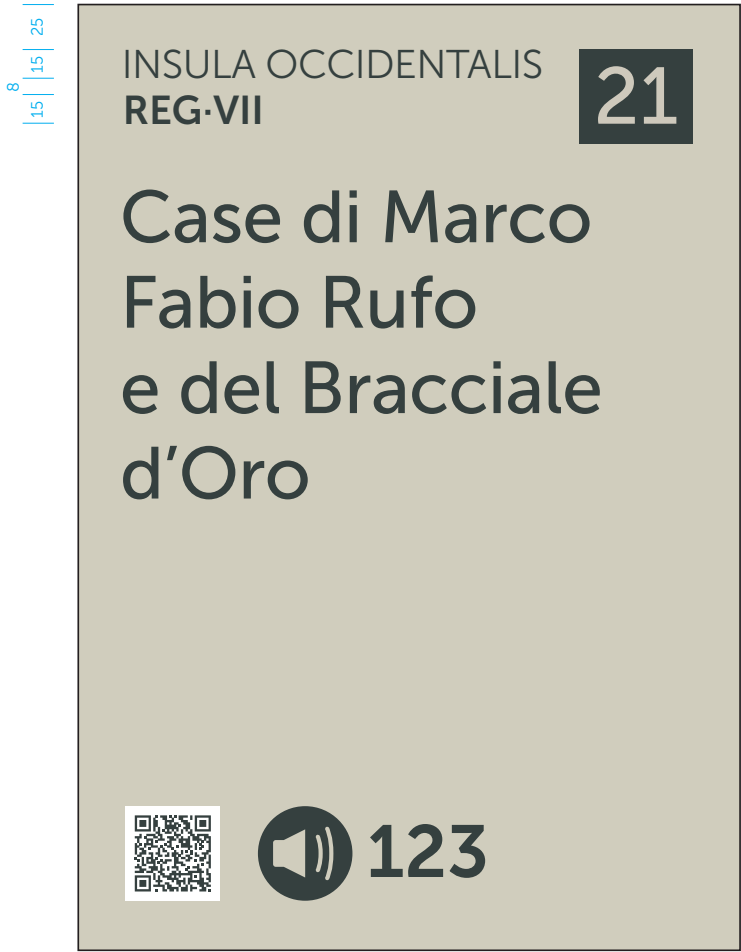 25
15
8
15
INSULA OCCIDENTALIS
REG·VII
21
Case di Marco
Fabio Rufo
e del Bracciale
d’Oro
123